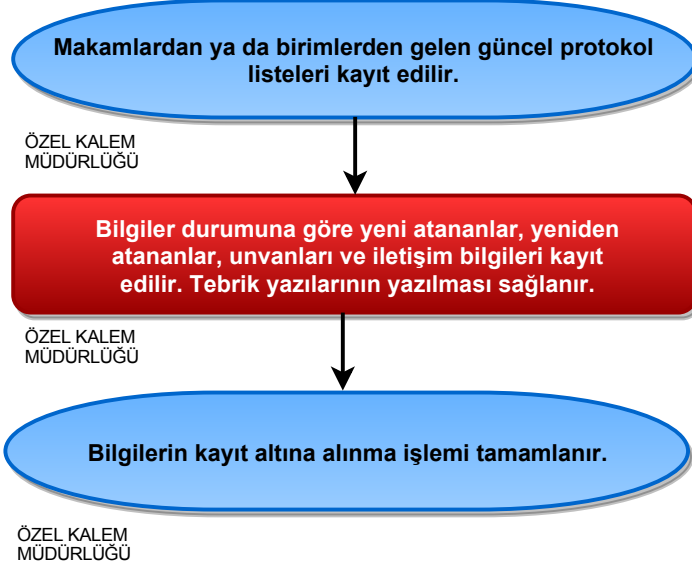 Makamlardan ya da birimlerden gelen güncel protokol
listeleri kayıt edilir.
ÖZEL KALEM
MÜDÜRLÜĞÜ
Bilgiler durumuna göre yeni atananlar, yeniden
atananlar, unvanları ve iletişim bilgileri kayıt
edilir. Tebrik yazılarının yazılması sağlanır.
ÖZEL KALEM
MÜDÜRLÜĞÜ
Bilgilerin kayıt altına alınma işlemi tamamlanır.
ÖZEL KALEM
MÜDÜRLÜĞÜ